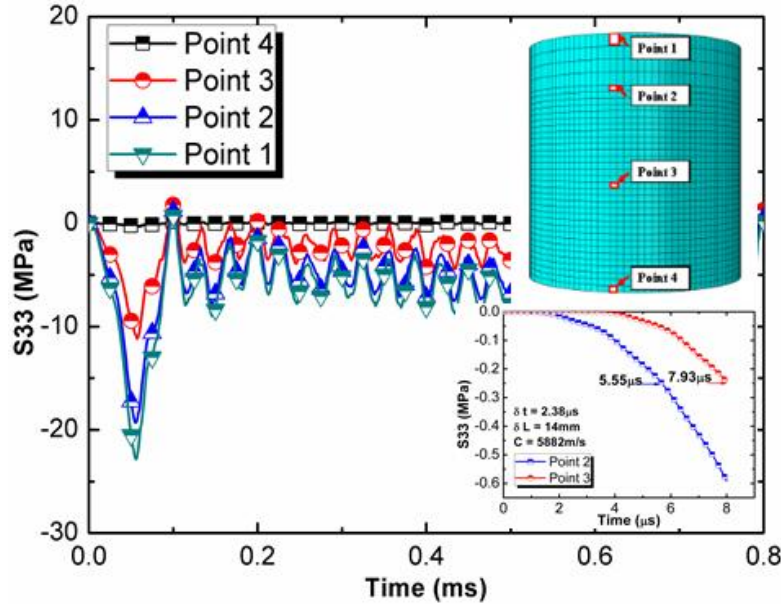 20
10
0
-10
-20
-30
S33 (MPa)
0.0
0.2
0.4
0.6
0.8
Time (ms)
Point 4
Point 3
Point 2
Point 1
Point 1
Point 2
Point 3
Point 4
0.0
-0.1
-0.2
-0.3
-0.4
-0.5
-0.6
S33 (MPa)
5.55μs
7.93μs
δ t = 2.38μs
δ L = 14mm
C = 5882m/s
Point 2
Point 3
0
2
4
6
8
Time (μs)